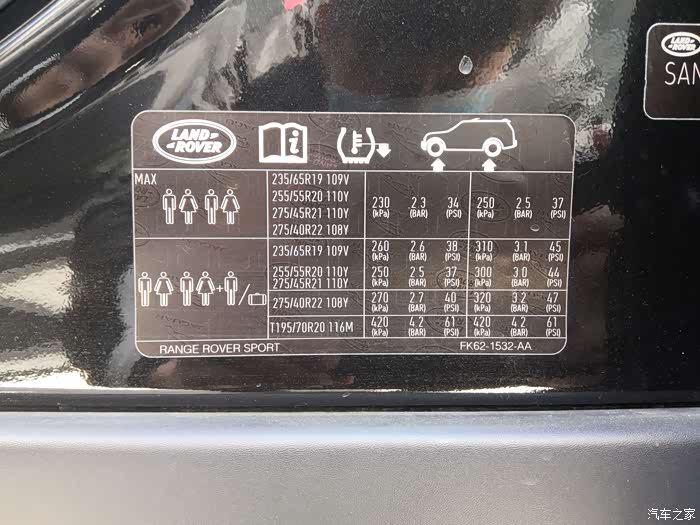 LAND
ROVER
LAND
ROVER
SAN
MAX
235/65R19 109V
255/55R20 110Y
275/45R21 110Y
275/40R22 108Y
230 2.3 34 250 2.5 37
(kPa) (BAR) (PSI) (kPa) (BAR) (PSI)
235/65R19 109V 260 2.6 38 310 3.1 45
(kPa) (BAR) (PSI) (kPa) (BAR) (PSI)
255/55R20 110Y
275/45R21 110Y
250 2.5 37 300 3.0 44
(kPa) (BAR) (PSI) (kPa) (BAR) (PSI)
275/40R22 108Y 270 2.7 40 320 3.2 47
(kPa) (BAR) (PSI) (kPa) (BAR) (PSI)
T195/70R20 116M 420 4.2 61 420 4.2 61
(kPa) (BAR) (PSI) (kPa) (BAR) (PSI)
RANGE ROVER SPORT FK62-1532-AA
汽车之家